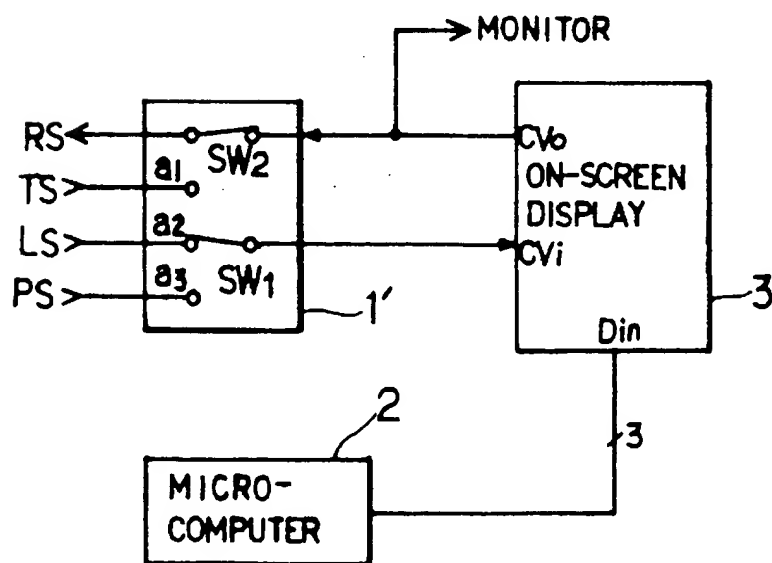 MONITOR
RS
SW2
TS
a1
LS
a2
PS
a3
SW1
1'
CVo
ON-SCREEN
DISPLAY
CVi
Din
3
3
2
MICRO-
COMPUTER